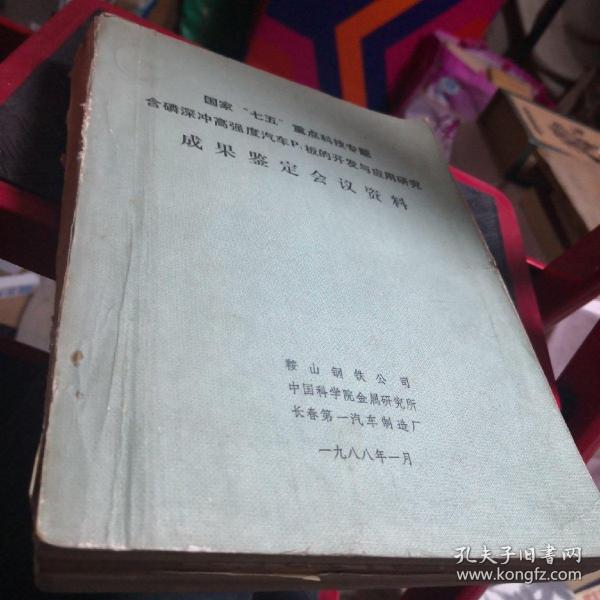 国家“七五”重点科技专题
含磷深冲高强度汽车P₁板的开发与应用研究
成果鉴定会议资料
鞍山钢铁公司
中国科学院金属研究所
长春第一汽车制造厂
一九八八年一月
孔夫子旧书网
www.kongfz.com